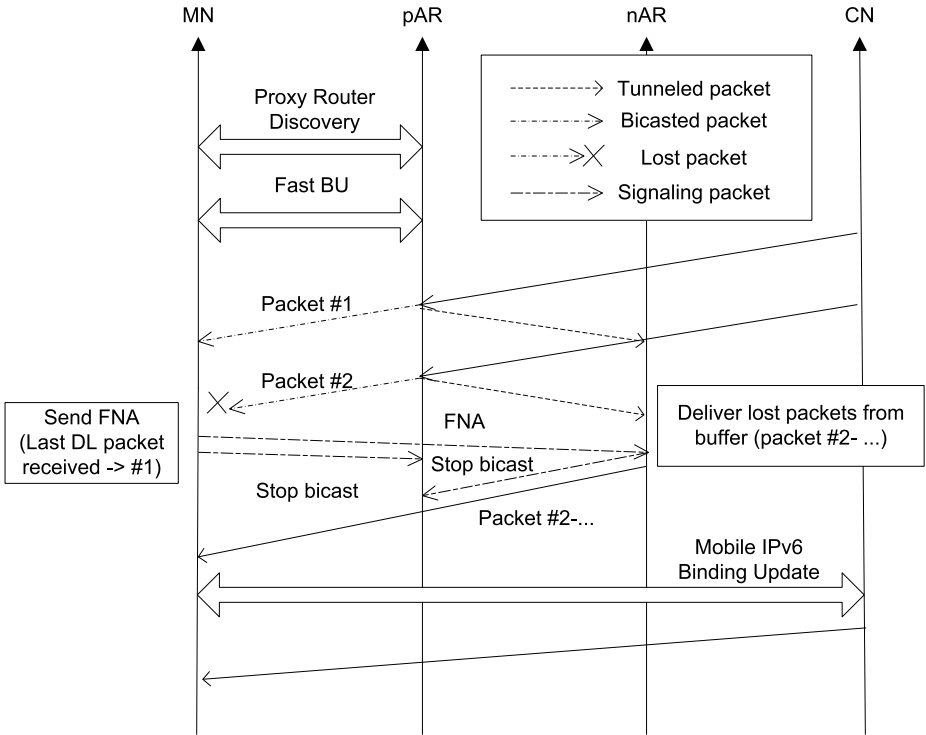 MN
pAR
nAR
CN
Proxy Router
Discovery
Fast BU
Tunneled packet
Bicasted packet
Lost packet
Signaling packet
Packet #1
Packet #2
Send FNA
(Last DL packet
received -> #1)
FNA
Deliver lost packets from
buffer (packet #2- ...)
Stop bicast
Stop bicast
Packet #2-...
Mobile IPv6
Binding Update